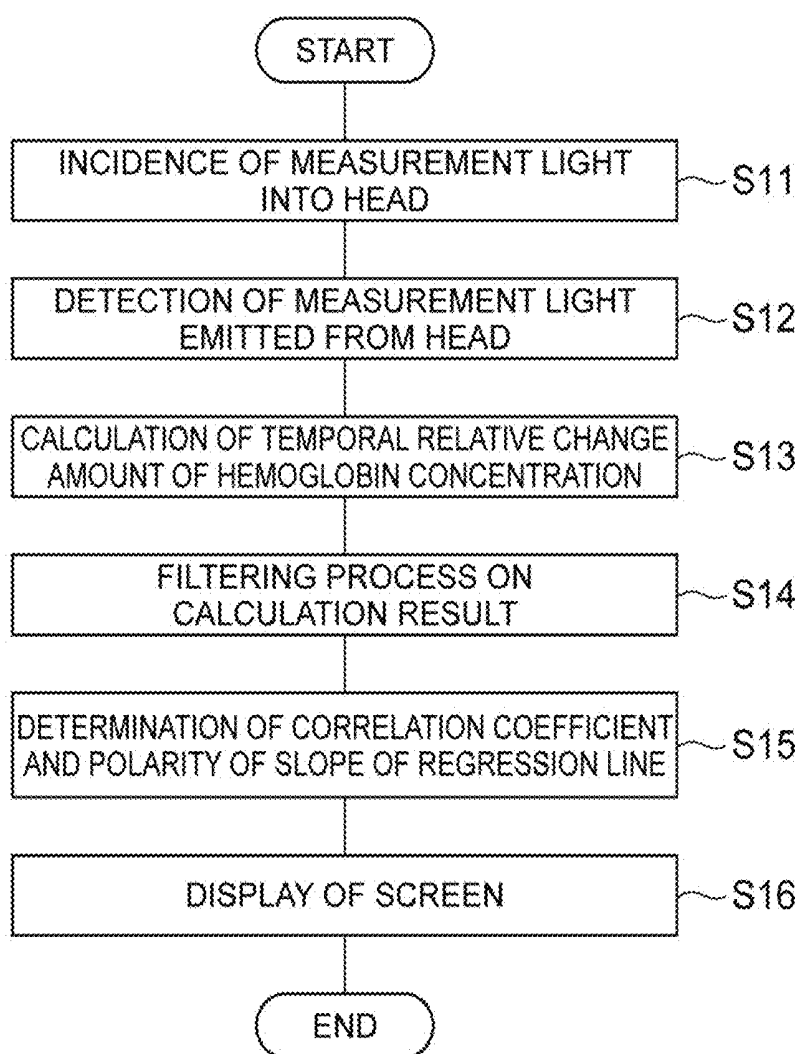 START
INCIDENCE OF MEASUREMENT LIGHT
INTO HEAD
S11
DETECTION OF MEASUREMENT LIGHT
EMITTED FROM HEAD
S12
CALCULATION OF TEMPORAL RELATIVE CHANGE
AMOUNT OF HEMOGLOBIN CONCENTRATION
S13
FILTERING PROCESS ON
CALCULATION RESULT
S14
DETERMINATION OF CORRELATION COEFFICIENT
AND POLARITY OF SLOPE OF REGRESSION LINE
S15
DISPLAY OF SCREEN
S16
END